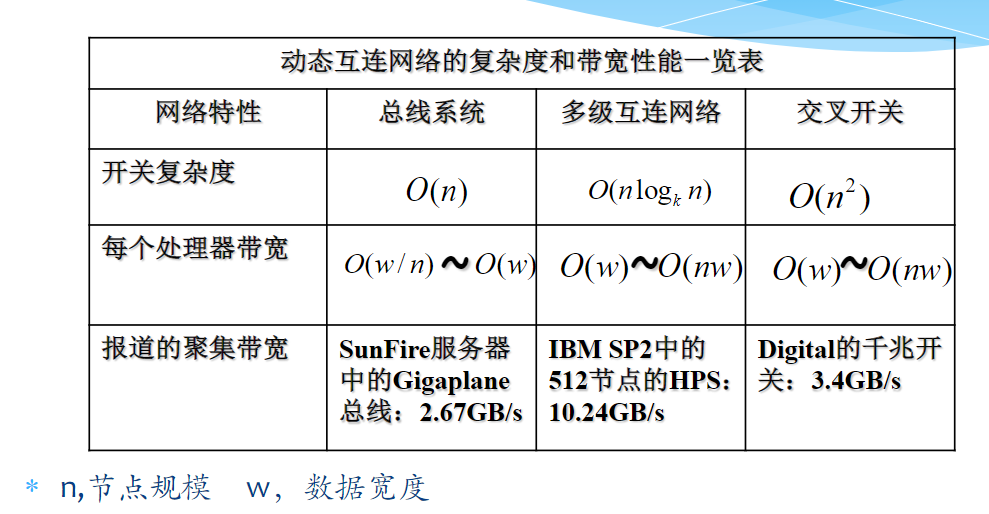 动态互连网络的复杂度和带宽性能一览表
网络特性 总线系统 多级互连网络 交叉开关
开关复杂度 O(n) O(n log_k n) O(n²)
每个处理器带宽 O(w/n)~O(w) O(w)~O(nw) O(w)~O(nw)
报道的聚集带宽 SunFire服务器 IBM SP2中的 Digital的千兆开
中的Gigaplane 512节点的HPS: 关：3.4GB/s
总线：2.67GB/s 10.24GB/s
* n,节点规模 w，数据宽度